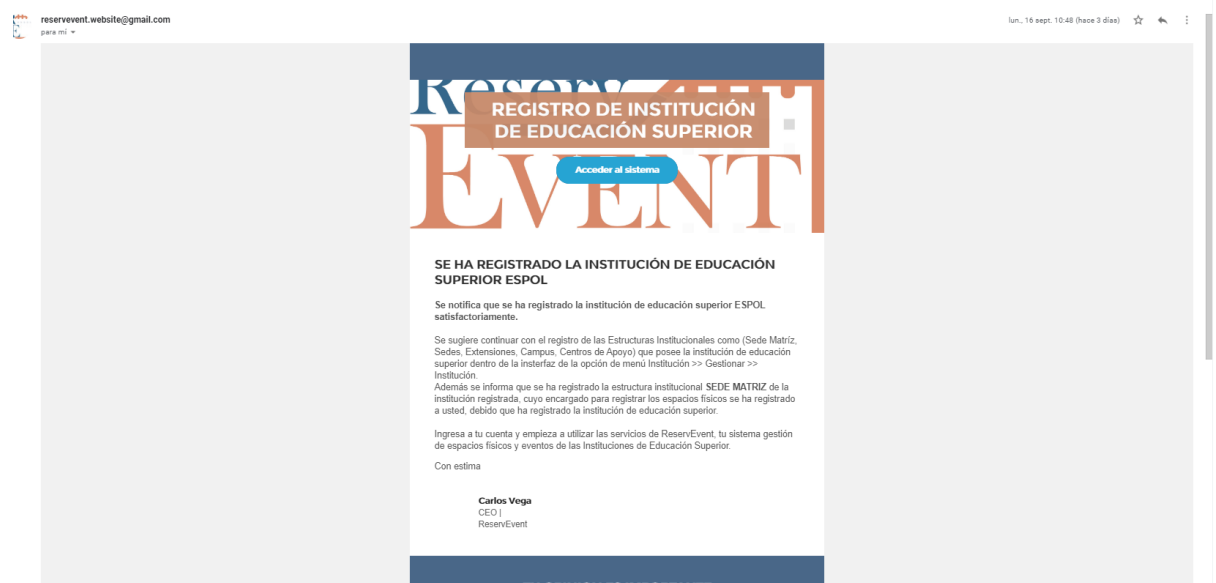 reservevent.website@gmail.com
lun., 16 sept. 10:48 (hace 3 días)
para mí
Reserv
REGISTRO DE INSTITUCIÓN
DE EDUCACIÓN SUPERIOR
EVENT
Acceder al sistema
SE HA REGISTRADO LA INSTITUCIÓN DE EDUCACIÓN
SUPERIOR ESPOL
Se notifica que se ha registrado la institución de educación superior ESPOL
satisfactoriamente.
Se sugiere continuar con el registro de las Estructuras Institucionales como (Sede Matríz,
Sedes, Extensiones, Campus, Centros de Apoyo) que posee la institución de educación
superior dentro de la insterfaz de la opción de menú Institución >> Gestionar >>
Institución.
Además se informa que se ha registrado la estructura institucional SEDE MATRIZ de la
institución registrada, cuyo encargado para registrar los espacios físicos se ha registrado
a usted, debido que ha registrado la institución de educación superior.
Ingresa a tu cuenta y empieza a utilizar las servicios de ReservEvent, tu sistema gestión
de espacios físicos y eventos de las Instituciones de Educación Superior.
Con estima
Carlos Vega
CEO |
ReservEvent